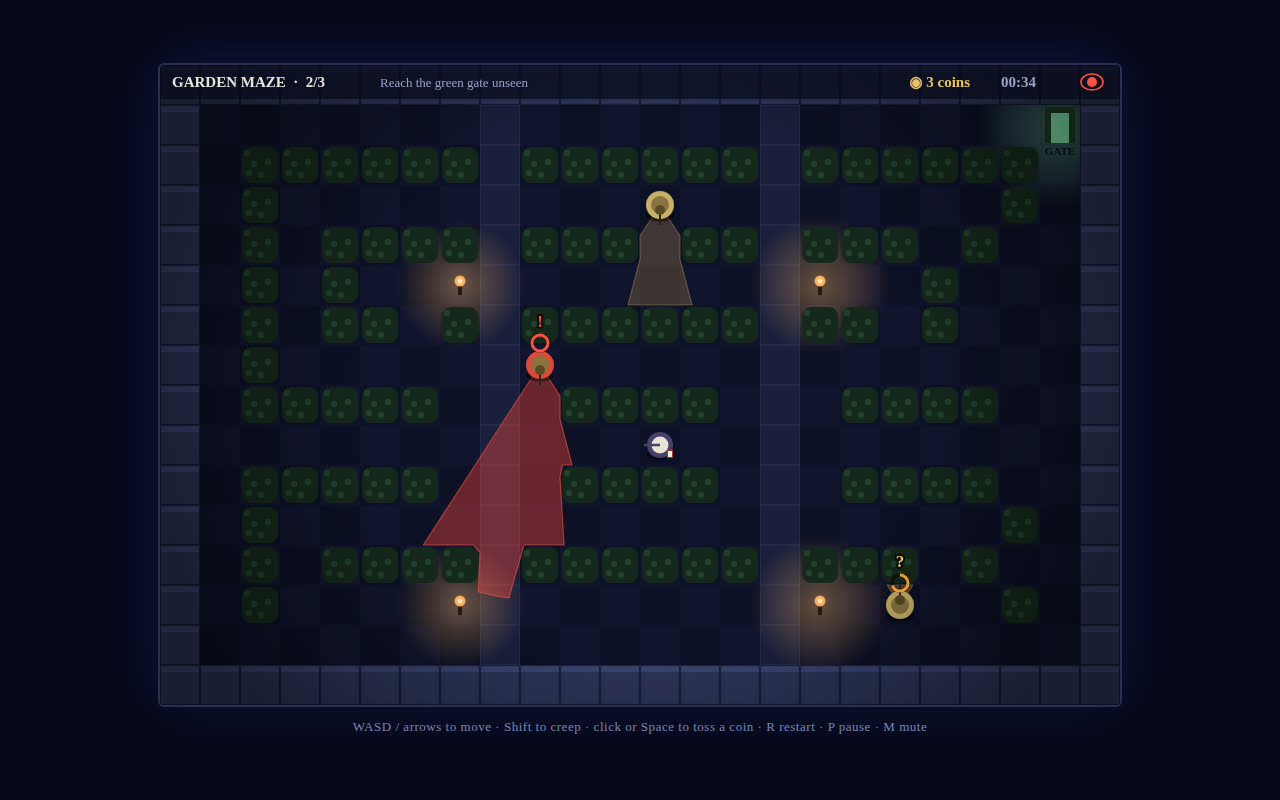 GARDEN MAZE · 2/3
Reach the green gate unseen
◉ 3 coins
00:34
GATE
!
?
WASD / arrows to move · Shift to creep · click or Space to toss a coin · R restart · P pause · M mute